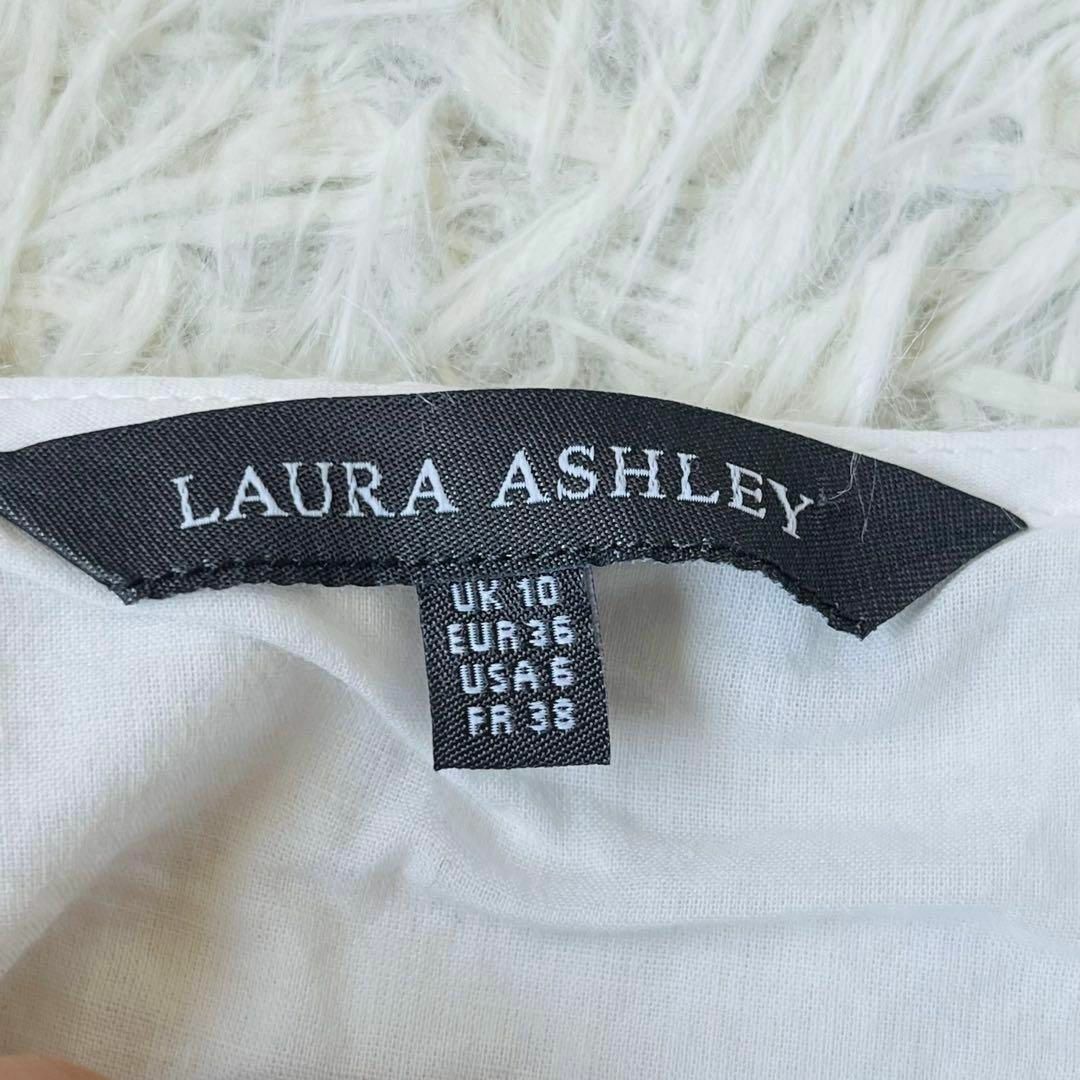 LAURA ASHLEY
UK 10
EUR 36
USA 6
FR 38